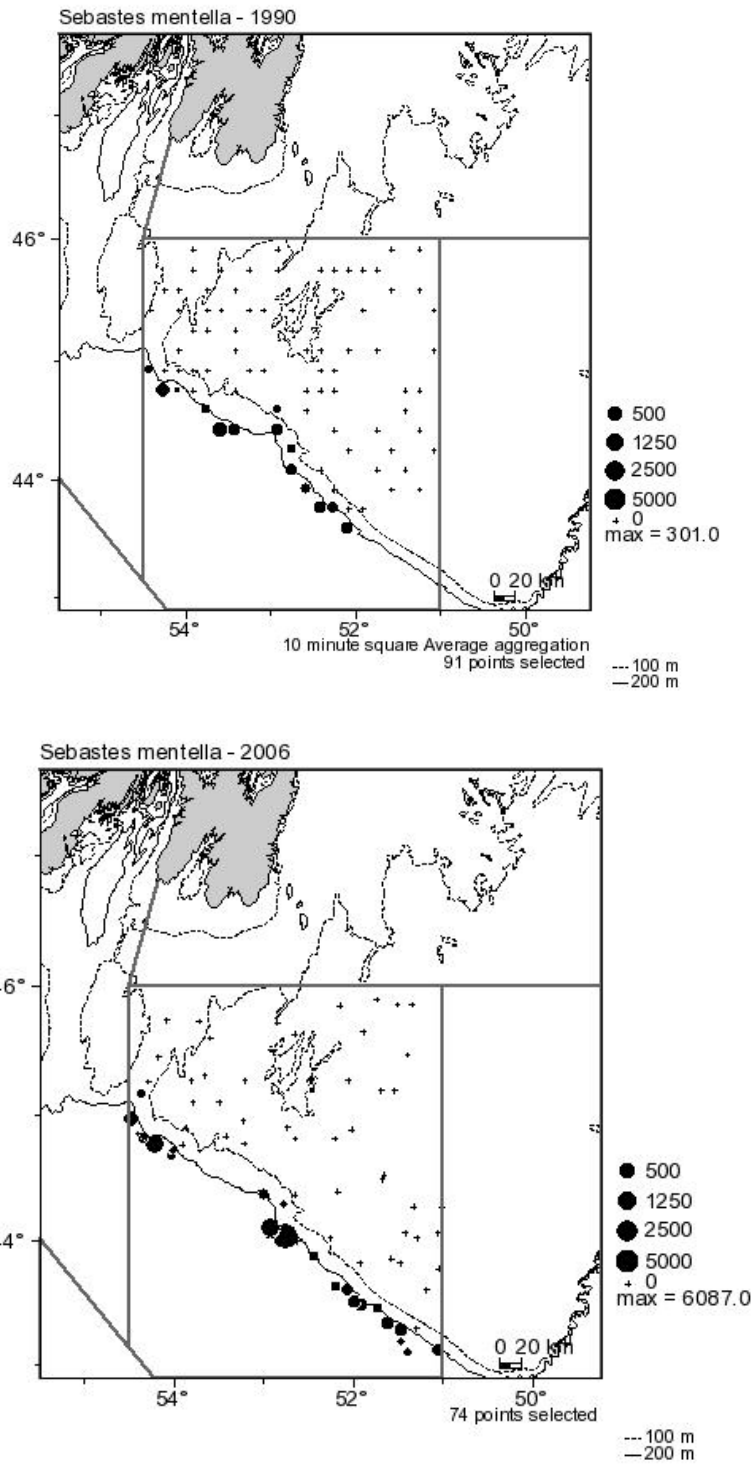 Sebastes mentella - 1990
46°
44°
500
1250
2500
5000
+ 0
max = 301.0
0 20 km
54°
52°
50°
10 minute square Average aggregation
91 points selected
--- 100 m
— 200 m
Sebastes mentella - 2006
46°
44°
500
1250
2500
5000
+ 0
max = 6087.0
0 20 km
54°
52°
50°
74 points selected
--- 100 m
— 200 m